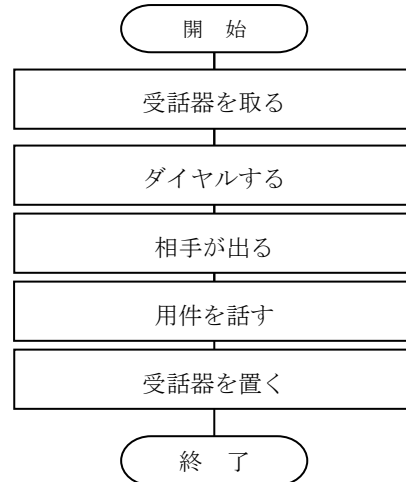 開　始
受話器を取る
ダイヤルする
相手が出る
用件を話す
受話器を置く
終　了